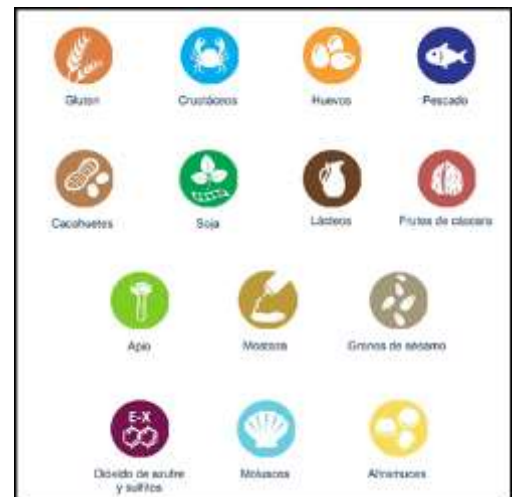 Gluten
Crustáceos
Huevos
Pescado
Cacahuetes
Soja
Lácteos
Frutos de cáscara
Apio
Mostaza
Granos de sésamo
E-X
Dióxido de azufre
y sulfitos
Moluscos
Altramuces